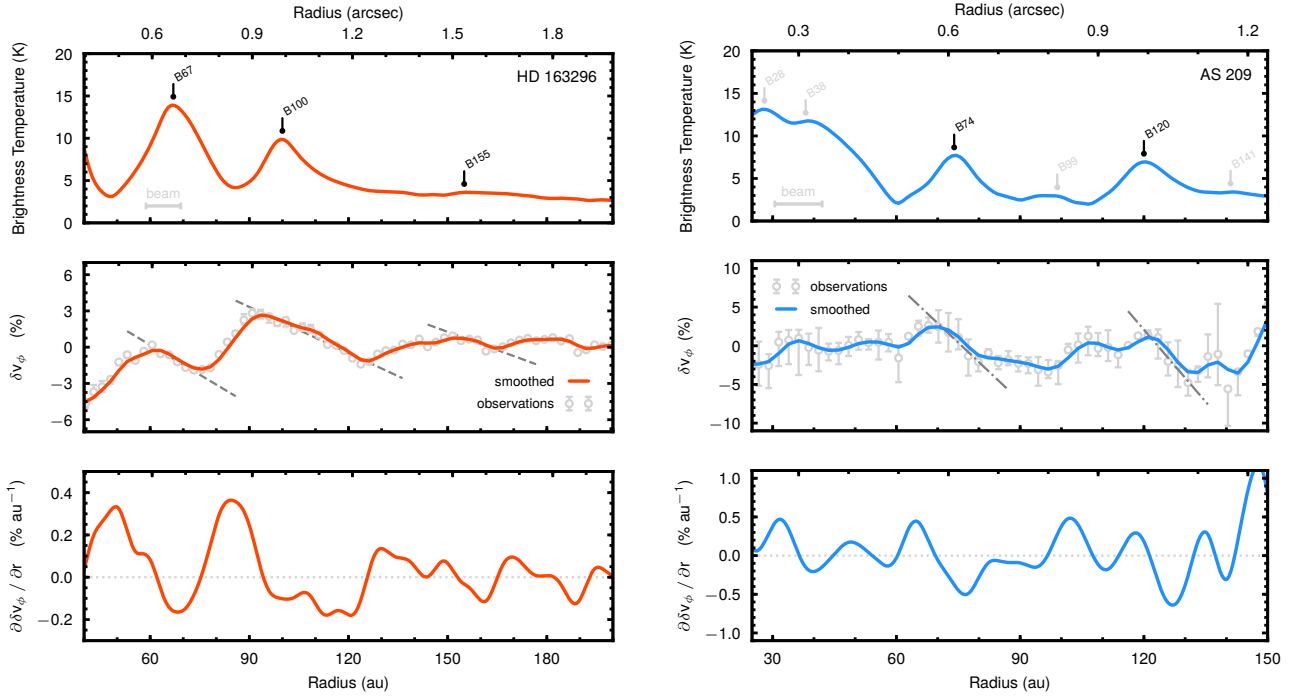 Radius (arcsec)
0.6 0.9 1.2 1.5 1.8
20
15
10
5
0
Brightness Temperature (K)
B67
B100
B155
HD 163296
beam
6
3
0
−3
−6
δvϕ (%)
smoothed
observations
0.4
0.2
0.0
−0.2
∂δvϕ / ∂r (% au⁻¹)
60 90 120 150 180
Radius (au)
Radius (arcsec)
0.3 0.6 0.9 1.2
20
15
10
5
0
Brightness Temperature (K)
B28
B38
B74
B99
B120
B141
AS 209
beam
10
5
0
−5
−10
δvϕ (%)
observations
smoothed
1.0
0.5
0.0
−0.5
−1.0
∂δvϕ / ∂r (% au⁻¹)
30 60 90 120 150
Radius (au)